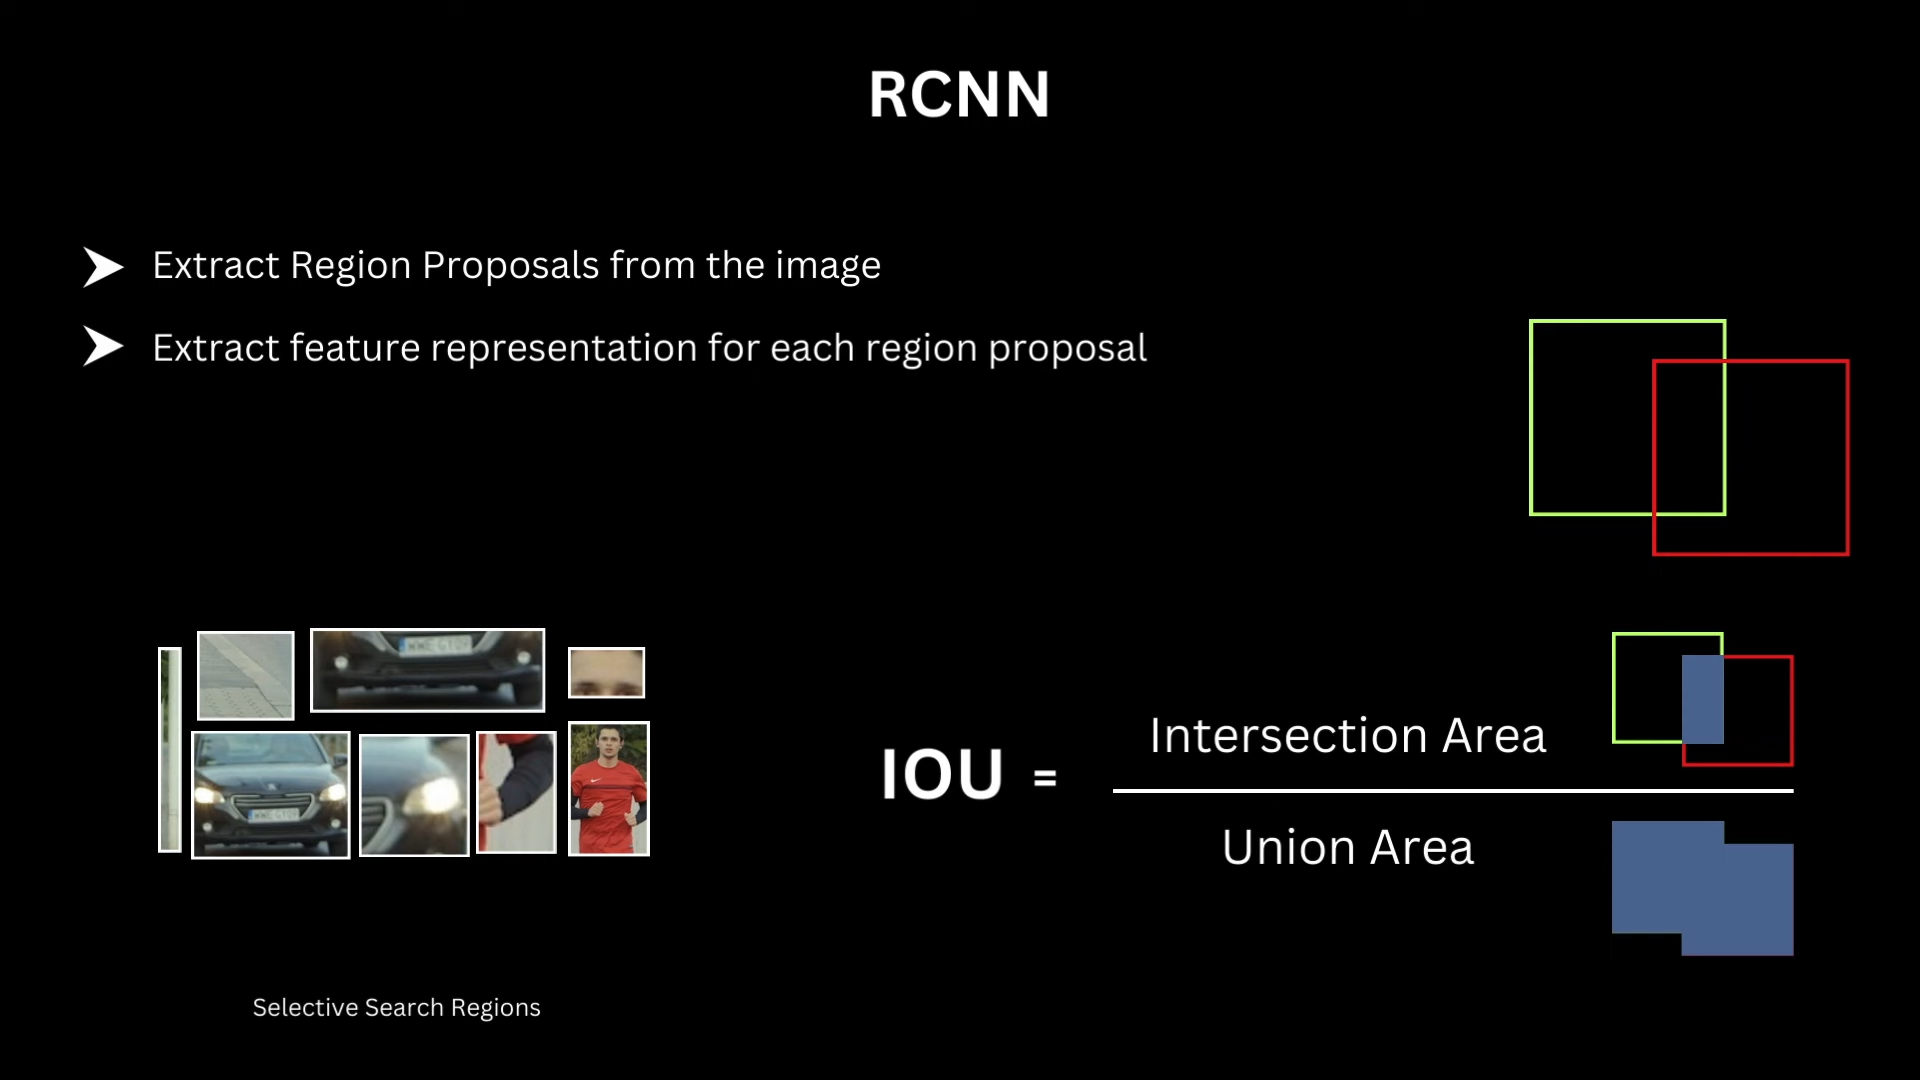 RCNN
Extract Region Proposals from the image
Extract feature representation for each region proposal
IOU =
Intersection Area
Union Area
Selective Search Regions